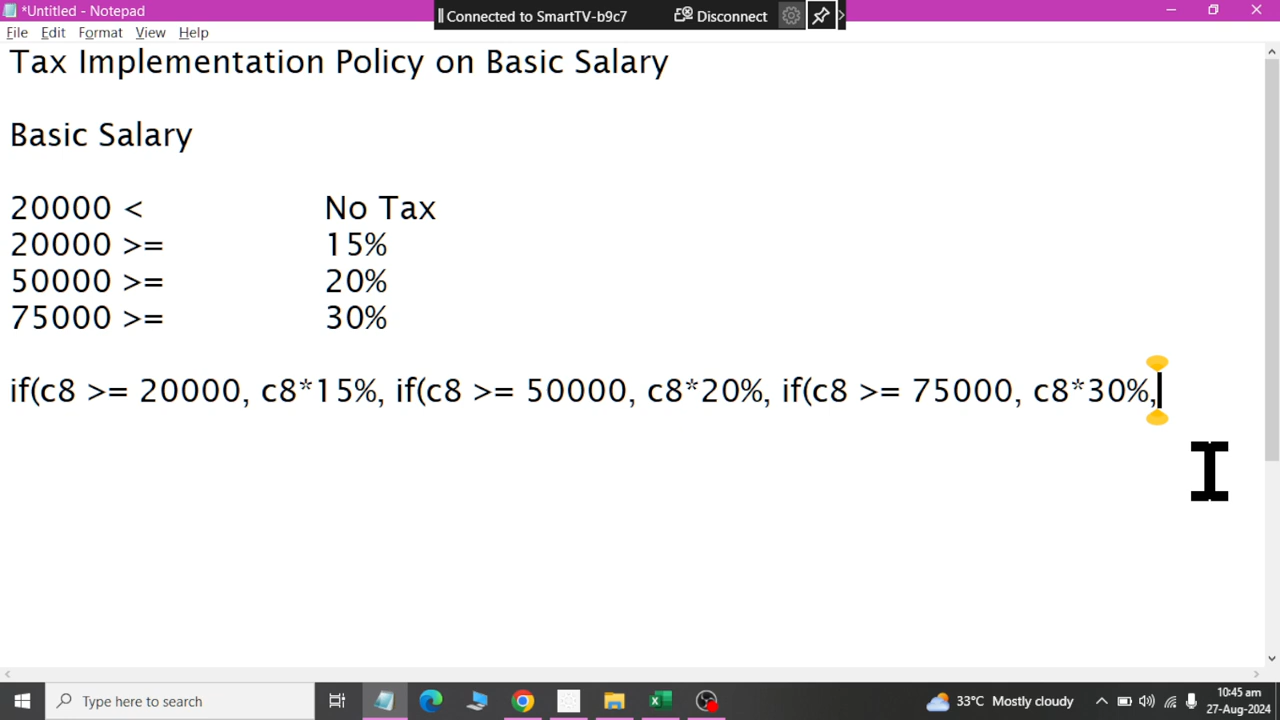 *Untitled - Notepad
Connected to SmartTV-b9c7 Disconnect
File Edit Format View Help
Tax Implementation Policy on Basic Salary
Basic Salary
20000 < No Tax
20000 >= 15%
50000 >= 20%
75000 >= 30%
if(c8 >= 20000, c8*15%, if(c8 >= 50000, c8*20%, if(c8 >= 75000, c8*30%,
Type here to search
33°C Mostly cloudy
10:45 am
27-Aug-2024